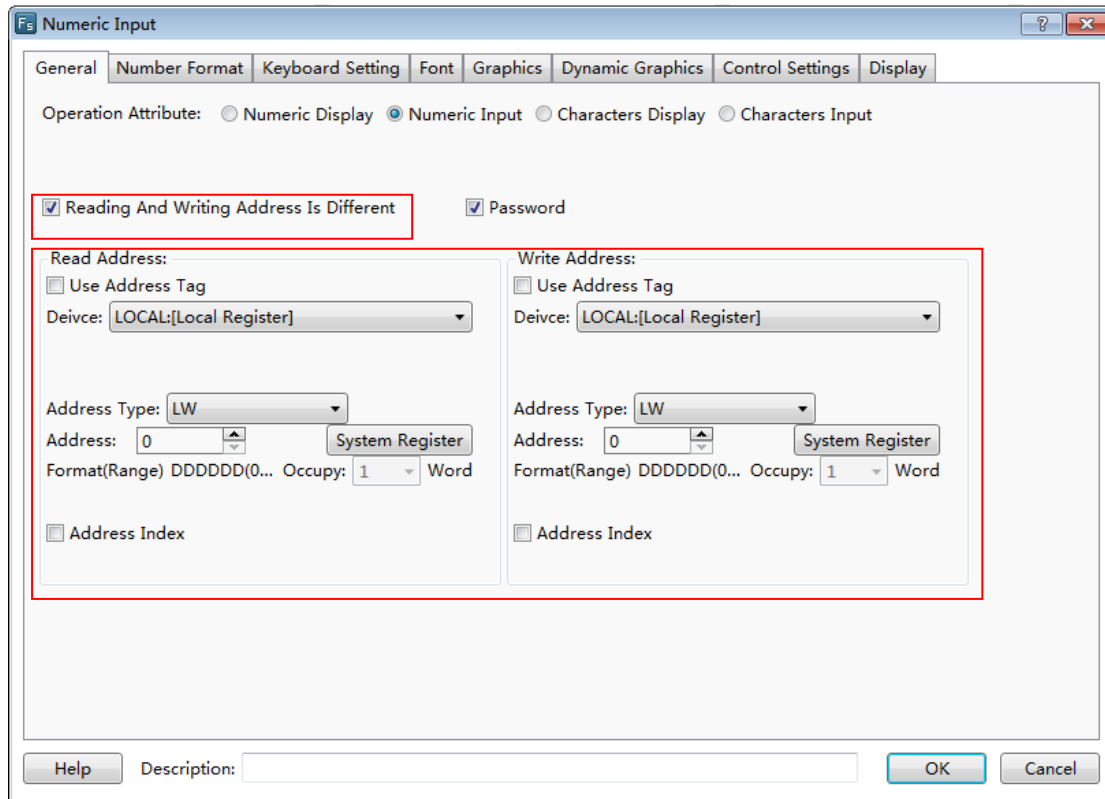 Fs Numeric Input
General Number Format Keyboard Setting Font Graphics Dynamic Graphics Control Settings Display
Operation Attribute: Numeric Display Numeric Input Characters Display Characters Input
Reading And Writing Address Is Different Password
Read Address: Write Address:
Use Address Tag Use Address Tag
Deivce: LOCAL:[Local Register] Deivce: LOCAL:[Local Register]
Address Type: LW Address Type: LW
Address: 0 System Register Address: 0 System Register
Format(Range) DDDDDD(0... Occupy: 1 Word Format(Range) DDDDDD(0... Occupy: 1 Word
Address Index Address Index
Help Description: OK Cancel